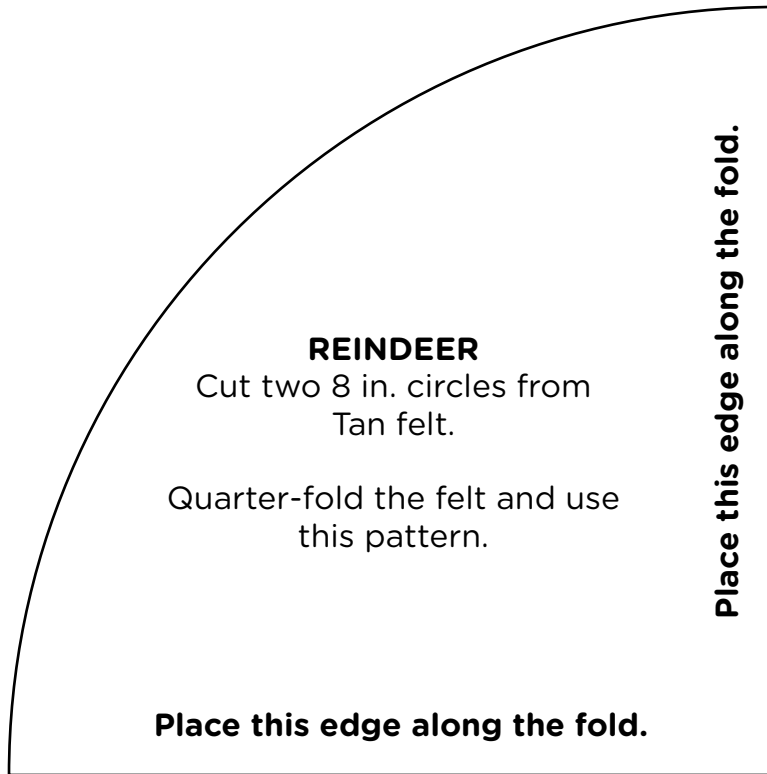 Place this edge along the fold.
REINDEER
Cut two 8 in. circles from
Tan felt.
Quarter-fold the felt and use
this pattern.
Place this edge along the fold.